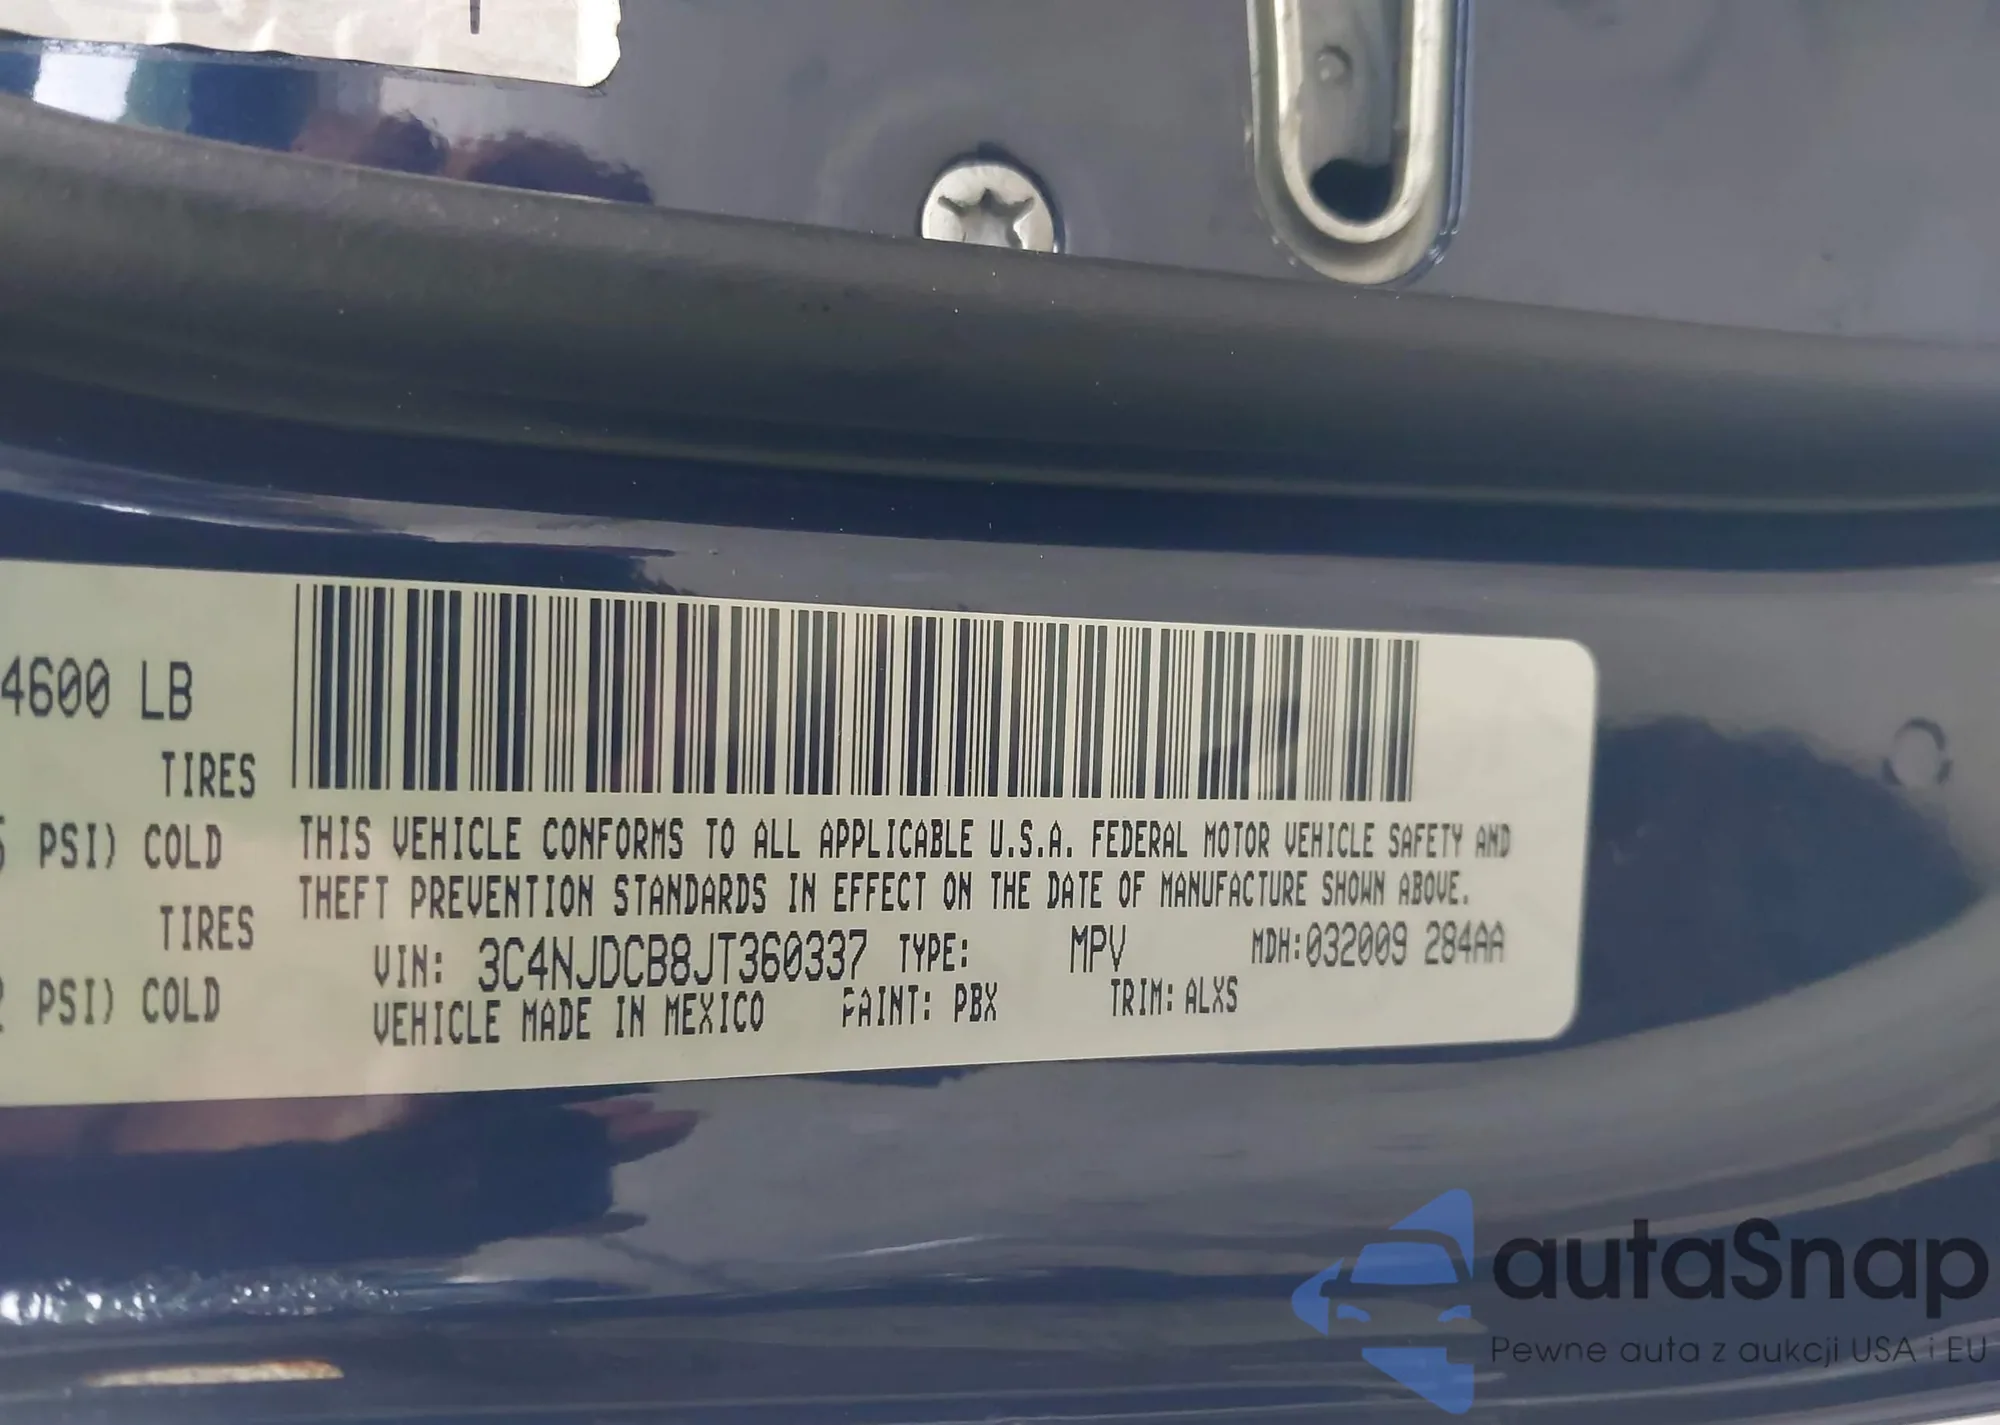 4600 LB
TIRES
PSI) COLD
TIRES
PSI) COLD
THIS VEHICLE CONFORMS TO ALL APPLICABLE U.S.A. FEDERAL MOTOR VEHICLE SAFETY AND
THEFT PREVENTION STANDARDS IN EFFECT ON THE DATE OF MANUFACTURE SHOWN ABOVE.
VIN: 3C4NJDCB8JT360337 TYPE: MPV MDH:032009 284AA
VEHICLE MADE IN MEXICO PAINT: PBX TRIM: ALXS
autaSnap
Pewne auta z aukcji USA i EU